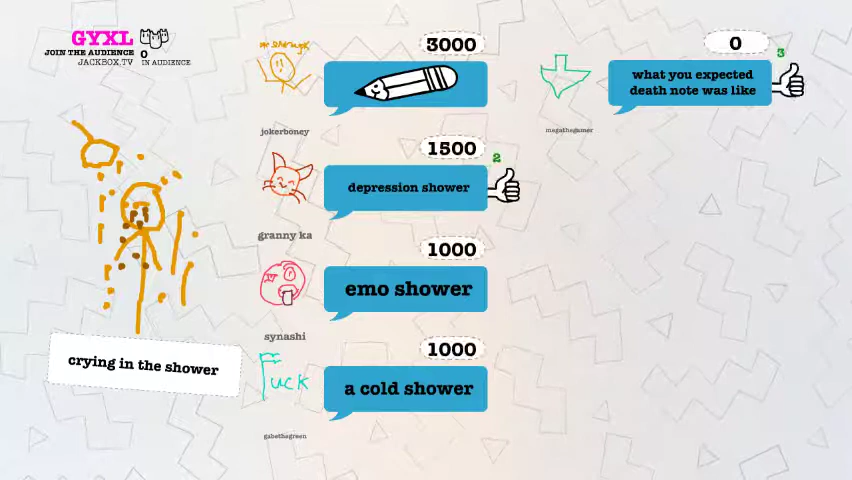 GYXL
JOIN THE AUDIENCE
JACKBOX.TV
0
IN AUDIENCE
crying in the shower
3000
jokerboney
1500
2
depression shower
granny ka
1000
emo shower
synashi
1000
Fuck
a cold shower
gabethegreen
0
3
what you expected
death note was like
megathegamer